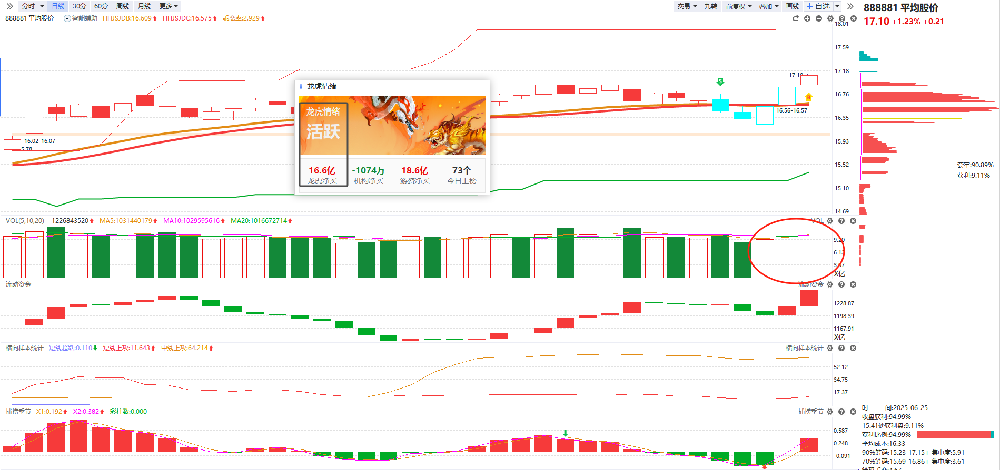 分时 日线 30分 60分 周线 月线 更多 交易 九转 前复权 叠加 画线 +自选
888881 平均股价
17.10 +1.23% +0.21
888881 平均股价 智能辅助 HHJSJDB:16.609 HHJSJDC:16.575 乖离率:2.929
18.01
17.59
17.18
16.76
16.35
15.93
15.52
15.10
14.69
17.10
S
B
16.56-16.57
16.02-16.07
15.78
龙虎情绪
龙虎情绪
活跃
16.6亿 -1074万 18.6亿 73个
龙虎净买 机构净买 游资净买 今日上榜
套牢:90.89%
获利:9.11%
VOL(5,10,20) 1226843520 MA5:1031440179 MA10:1029595616 MA20:1016672714 VOL
9.20
6.13
3.07
X亿
流动资金 流动资金
1228.87
1198.39
1167.91
X亿
横向样本统计 短线超跌:0.110 短线上攻:11.643 中线上攻:64.214 横向样本统计
52.12
34.75
17.37
捕捞季节 X1:0.192 X2:0.382 彩柱数:0.000 捕捞季节
0.587
0.248
-0.091
时 间:2025-06-25
收盘获利:94.99%
15.41处获利盘:9.11%
获利比例:94.99%
平均成本:16.33
90%筹码:15.23-17.15+ 集中度:5.91
70%筹码:15.69-16.86+ 集中度:3.61